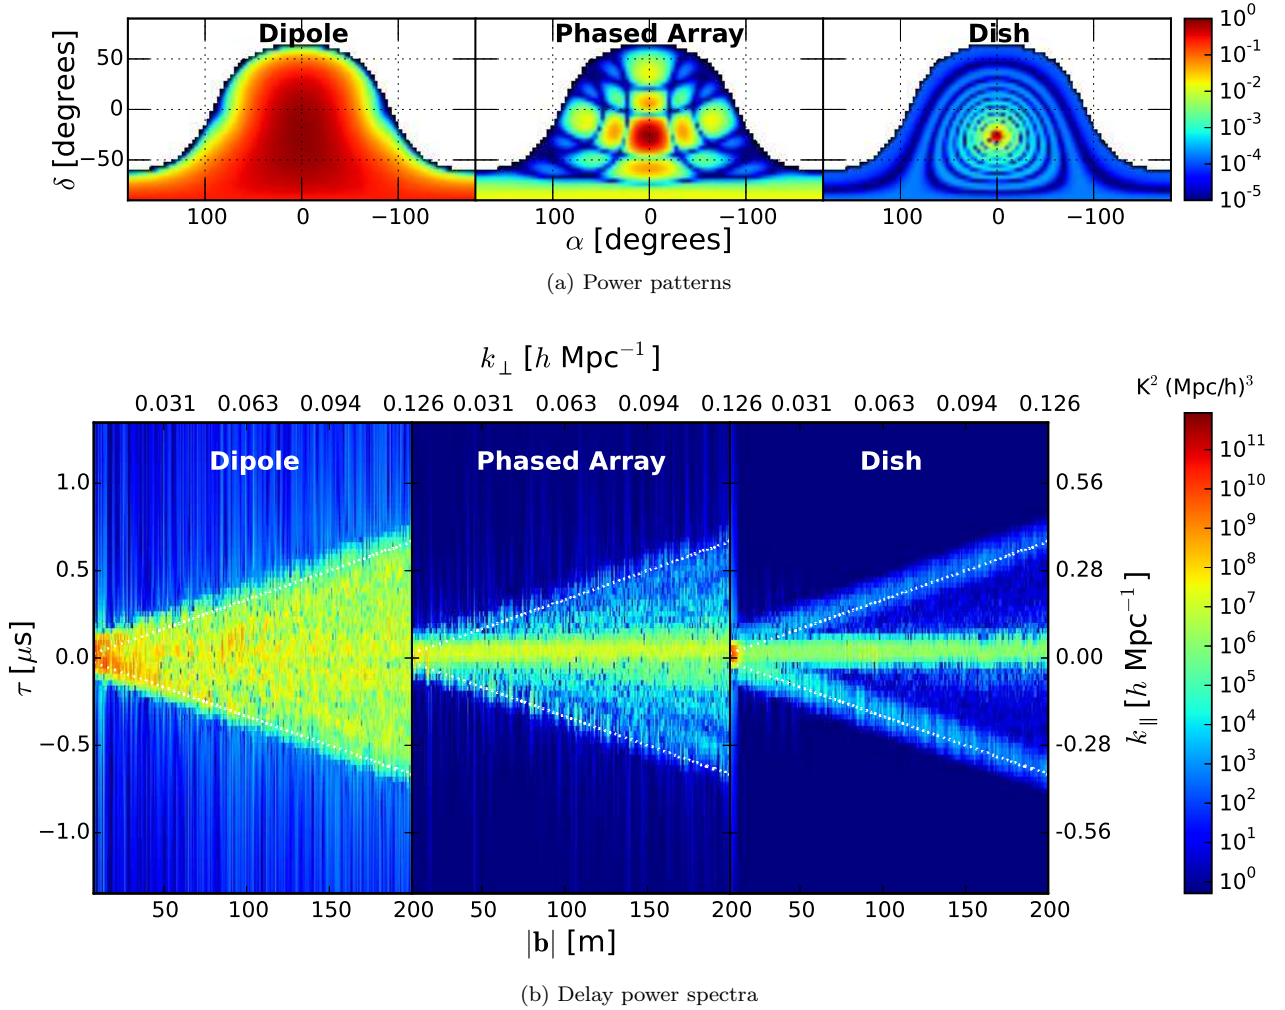 Dipole Phased Array Dish
δ [degrees]
50
0
−50
100 0 −100 100 0 −100 100 0 −100
α [degrees]
10^0
10^-1
10^-2
10^-3
10^-4
10^-5
(a) Power patterns
k⊥ [h Mpc^−1]
0.031 0.063 0.094 0.126 0.031 0.063 0.094 0.126 0.031 0.063 0.094 0.126
K^2 (Mpc/h)^3
Dipole Phased Array Dish
τ [μs]
1.0
0.5
0.0
−0.5
−1.0
0.56
0.28
0.00
-0.28
-0.56
k∥ [h Mpc^−1]
10^11
10^10
10^9
10^8
10^7
10^6
10^5
10^4
10^3
10^2
10^1
10^0
50 100 150 200 50 100 150 200 50 100 150 200
|b| [m]
(b) Delay power spectra